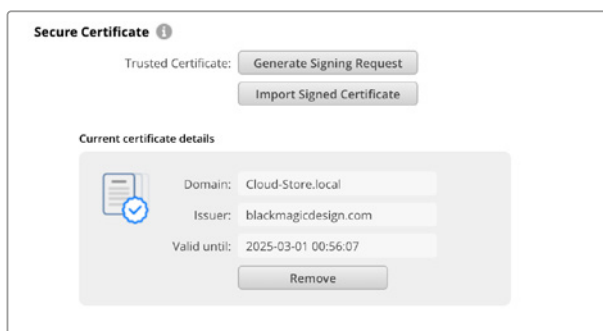 Secure Certificate
Trusted Certificate: Generate Signing Request
Import Signed Certificate
Current certificate details
Domain: Cloud-Store.local
Issuer: blackmagicdesign.com
Valid until: 2025-03-01 00:56:07
Remove